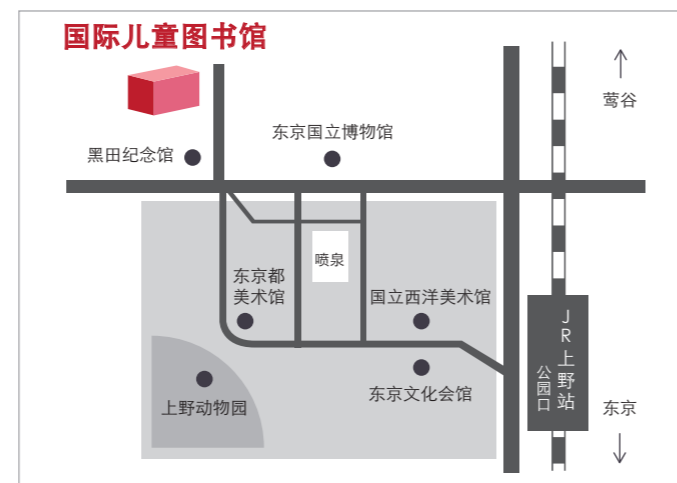 国际儿童图书馆
莺谷
东京国立博物馆
黑田纪念馆
喷泉
东京都
美术馆
国立西洋美术馆
JR上野站
公园口
东京文化会馆
上野动物园
东京